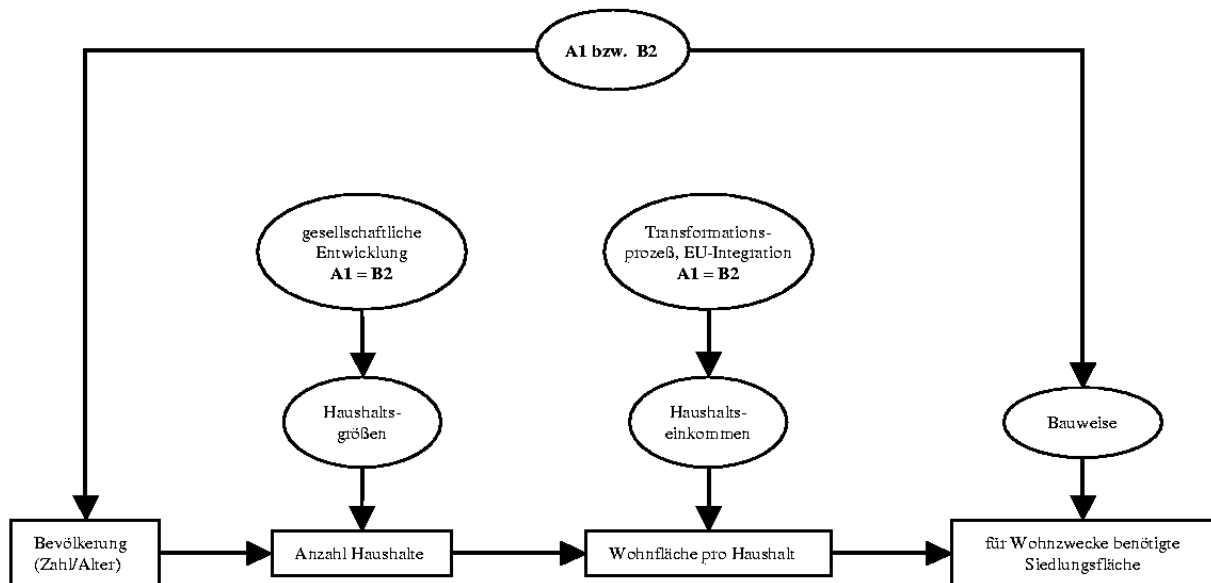 A1 bzw. B2
gesellschaftliche
Entwicklung
A1 = B2
Transformations-
prozeß, EU-Integration
A1 = B2
Haushalts-
größen
Haushalts-
einkommen
Bauweise
Bevölkerung
(Zahl/Alter)
Anzahl Haushalte
Wohnfläche pro Haushalt
für Wohnzwecke benötigte
Siedlungsfläche